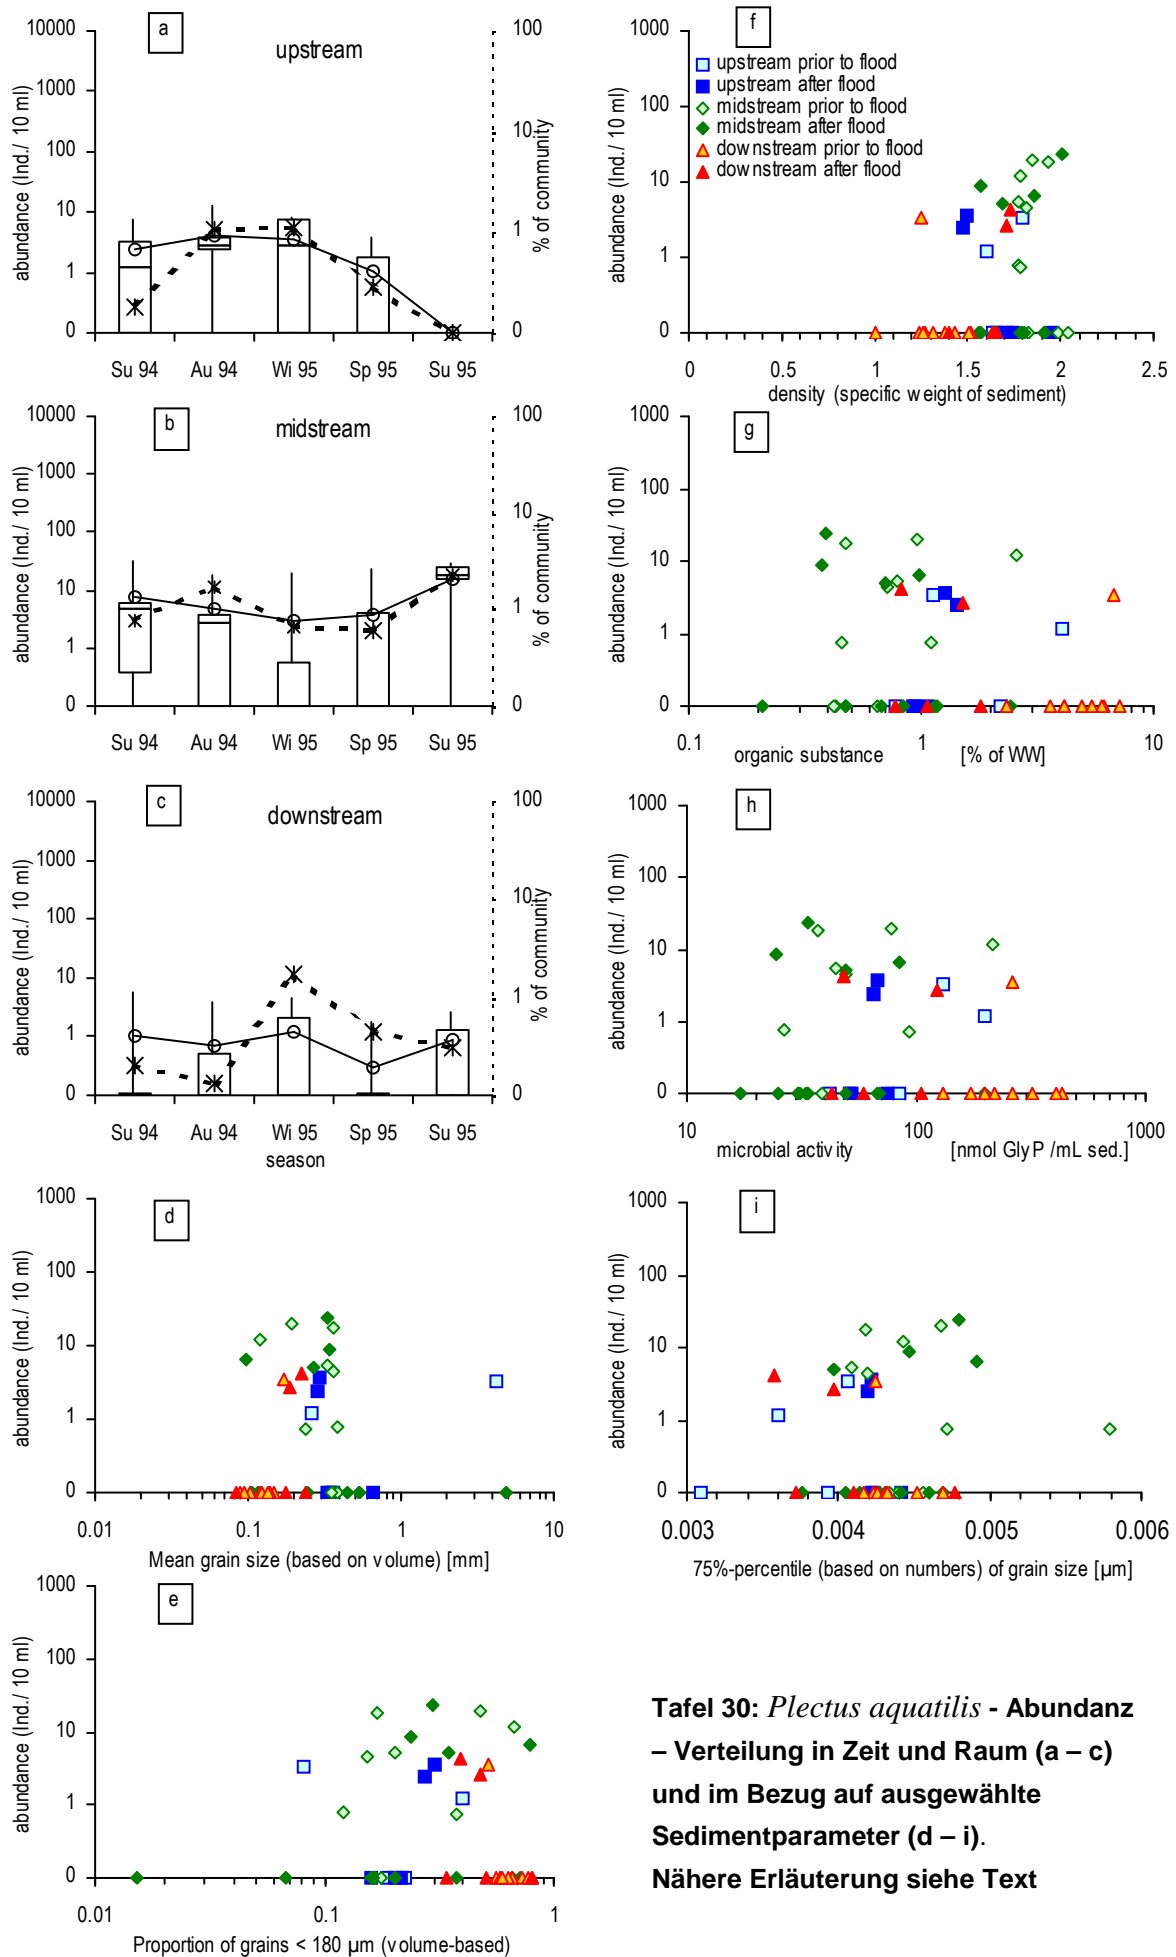 a
upstream
10000
1000
100
10
1
0
abundance (Ind./ 10 ml)
100
10
1
0
% of community
Su 94 Au 94 Wi 95 Sp 95 Su 95
b
midstream
10000
1000
100
10
1
0
abundance (Ind./ 10 ml)
100
10
1
0
% of community
Su 94 Au 94 Wi 95 Sp 95 Su 95
c
downstream
10000
1000
100
10
1
0
abundance (Ind./ 10 ml)
100
10
1
0
% of community
Su 94 Au 94 Wi 95 Sp 95 Su 95
season
d
1000
100
10
1
0
abundance (Ind./ 10 ml)
0.01 0.1 1 10
Mean grain size (based on volume) [mm]
e
1000
100
10
1
0
abundance (Ind./ 10 ml)
0.01 0.1 1
Proportion of grains < 180 µm (volume-based)
f
1000
100
10
1
0
abundance (Ind./ 10 ml)
upstream prior to flood
upstream after flood
midstream prior to flood
midstream after flood
downstream prior to flood
downstream after flood
0 0.5 1 1.5 2 2.5
density (specific weight of sediment)
g
1000
100
10
1
0
abundance (Ind./ 10 ml)
0.1 1 10
organic substance [% of WW]
h
1000
100
10
1
0
abundance (Ind./ 10 ml)
10 100 1000
microbial activity [nmol GlyP /mL sed.]
i
1000
100
10
1
0
abundance (Ind./ 10 ml)
0.003 0.004 0.005 0.006
75%-percentile (based on numbers) of grain size [µm]
Tafel 30: Plectus aquatilis - Abundanz
– Verteilung in Zeit und Raum (a – c)
und im Bezug auf ausgewählte
Sedimentparameter (d – i).
Nähere Erläuterung siehe Text